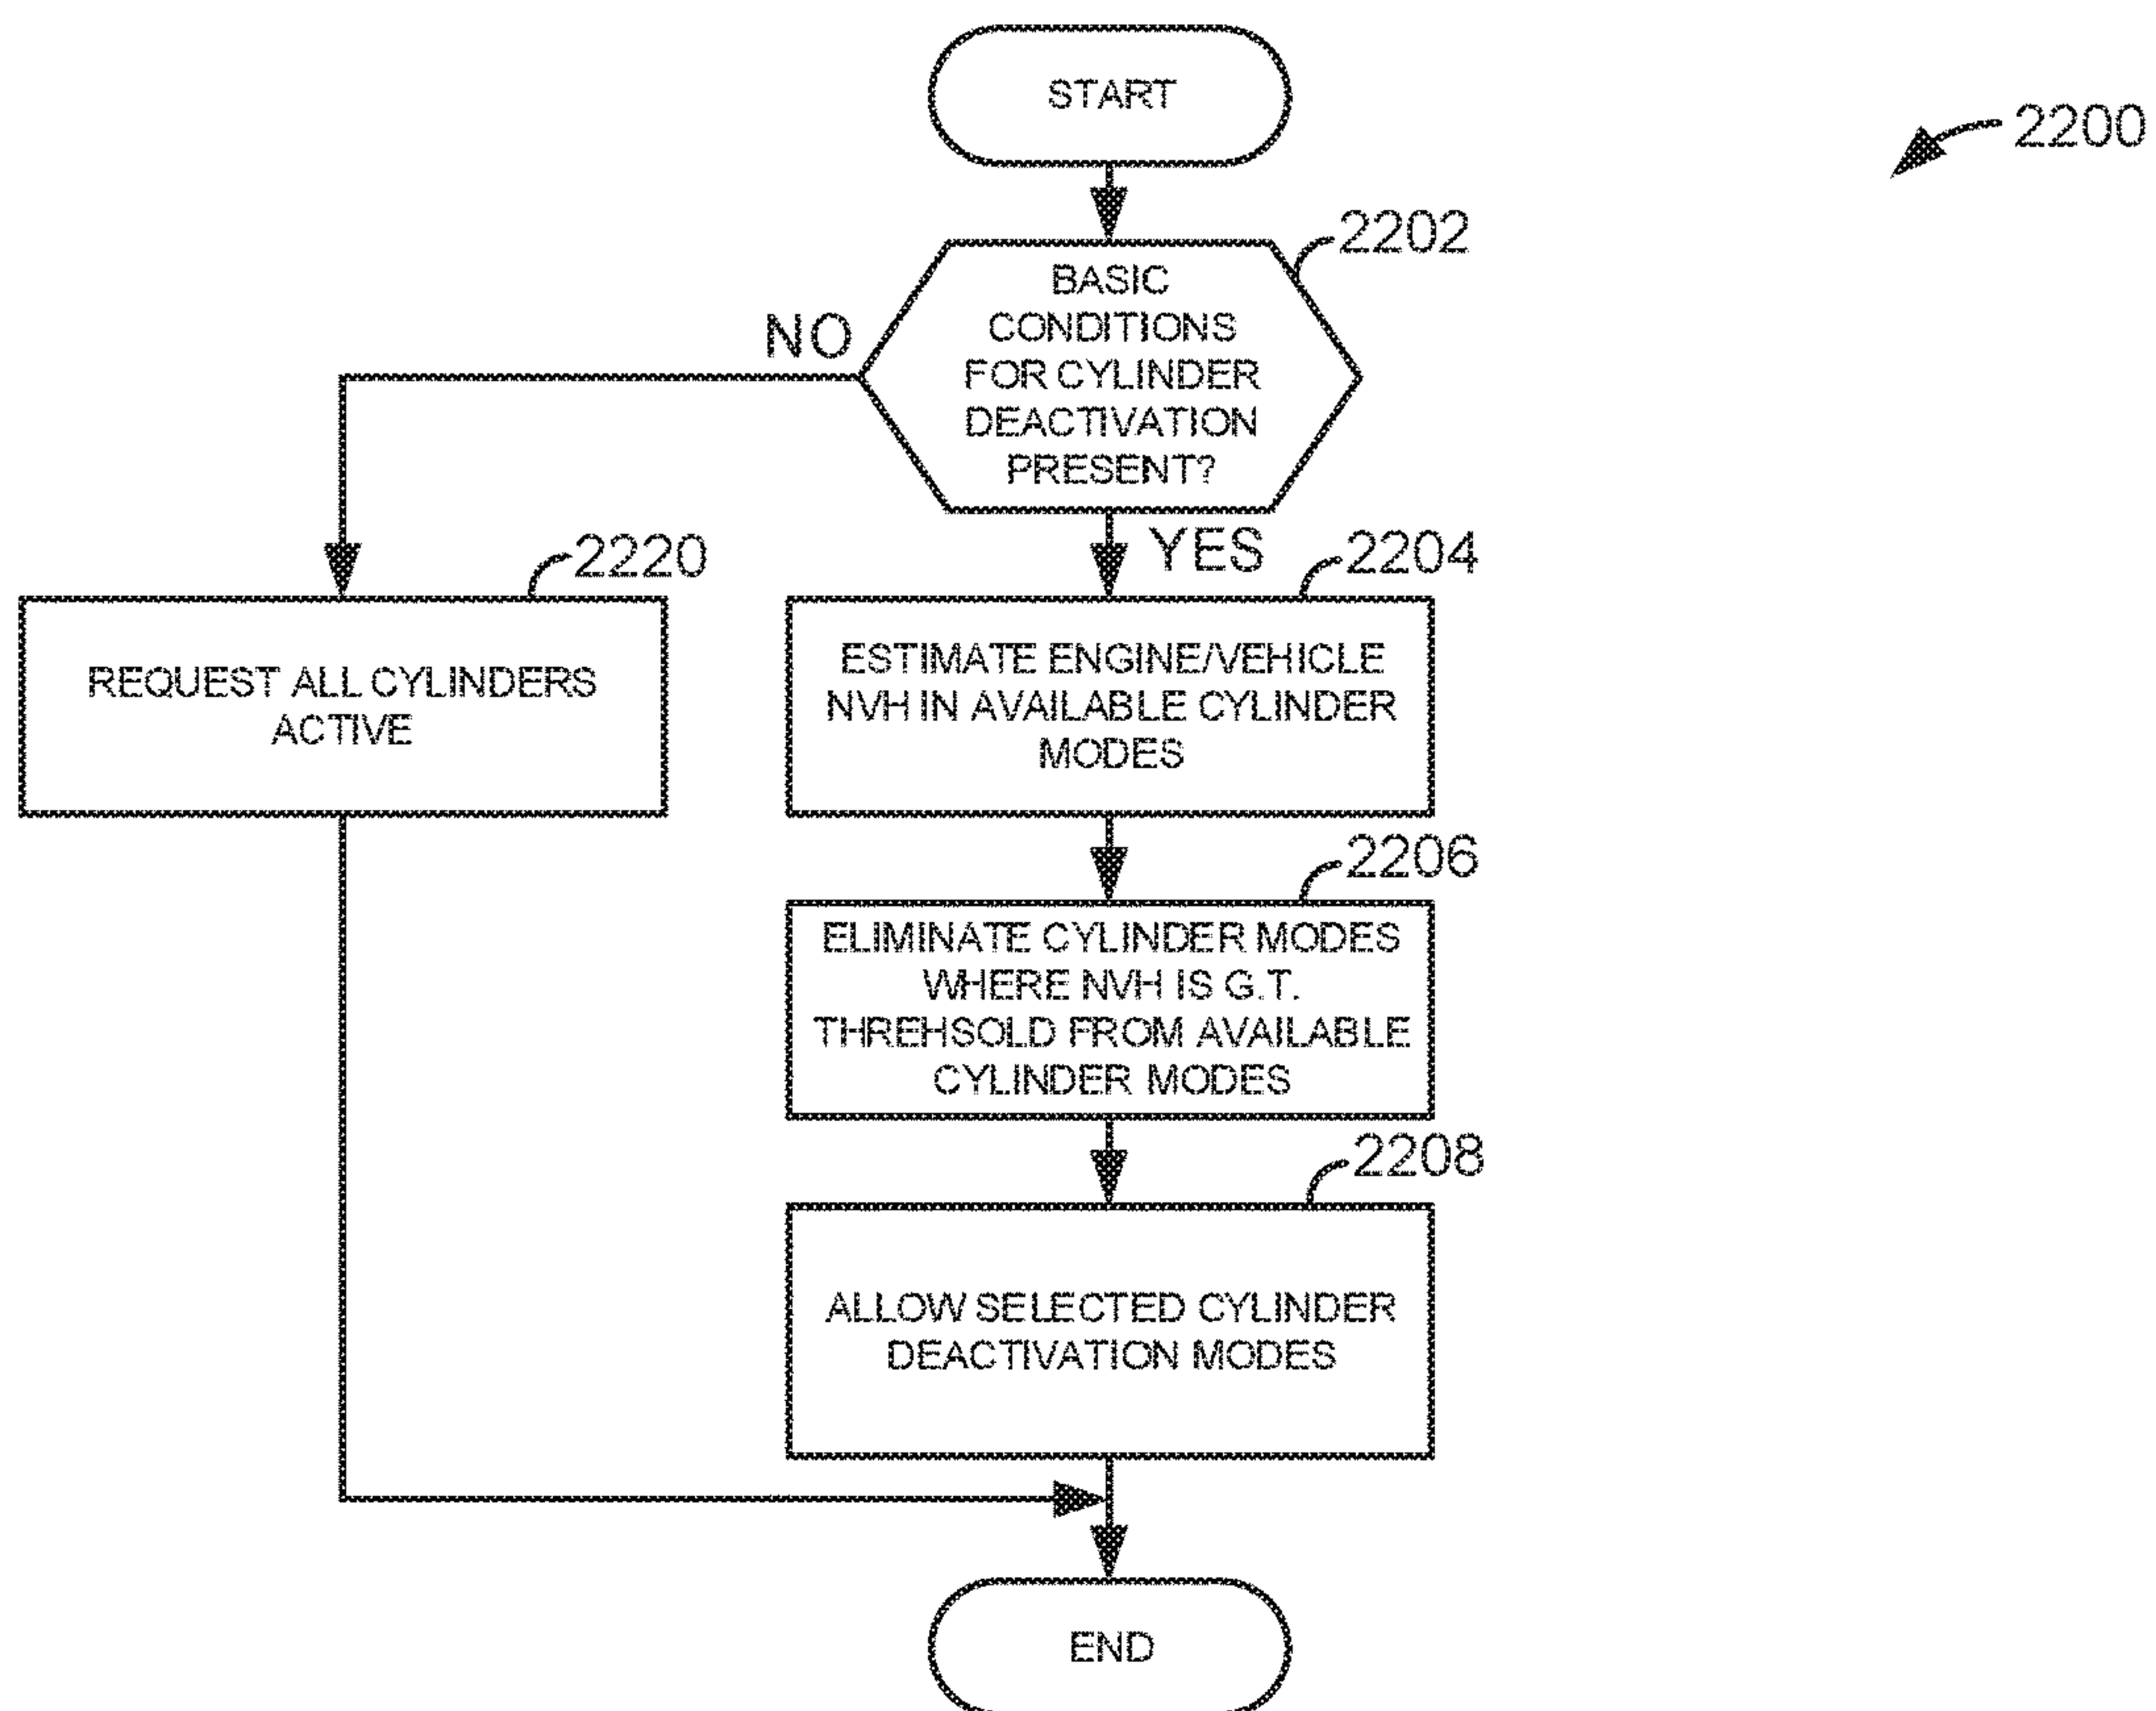 START
2200
2202
BASIC
CONDITIONS
FOR CYLINDER
DEACTIVATION
PRESENT?
NO
YES
2220
REQUEST ALL CYLINDERS
ACTIVE
2204
ESTIMATE ENGINE/VEHICLE
NVH IN AVAILABLE CYLINDER
MODES
2206
ELIMINATE CYLINDER MODES
WHERE NVH IS G.T.
THREHSOLD FROM AVAILABLE
CYLINDER MODES
2208
ALLOW SELECTED CYLINDER
DEACTIVATION MODES
END